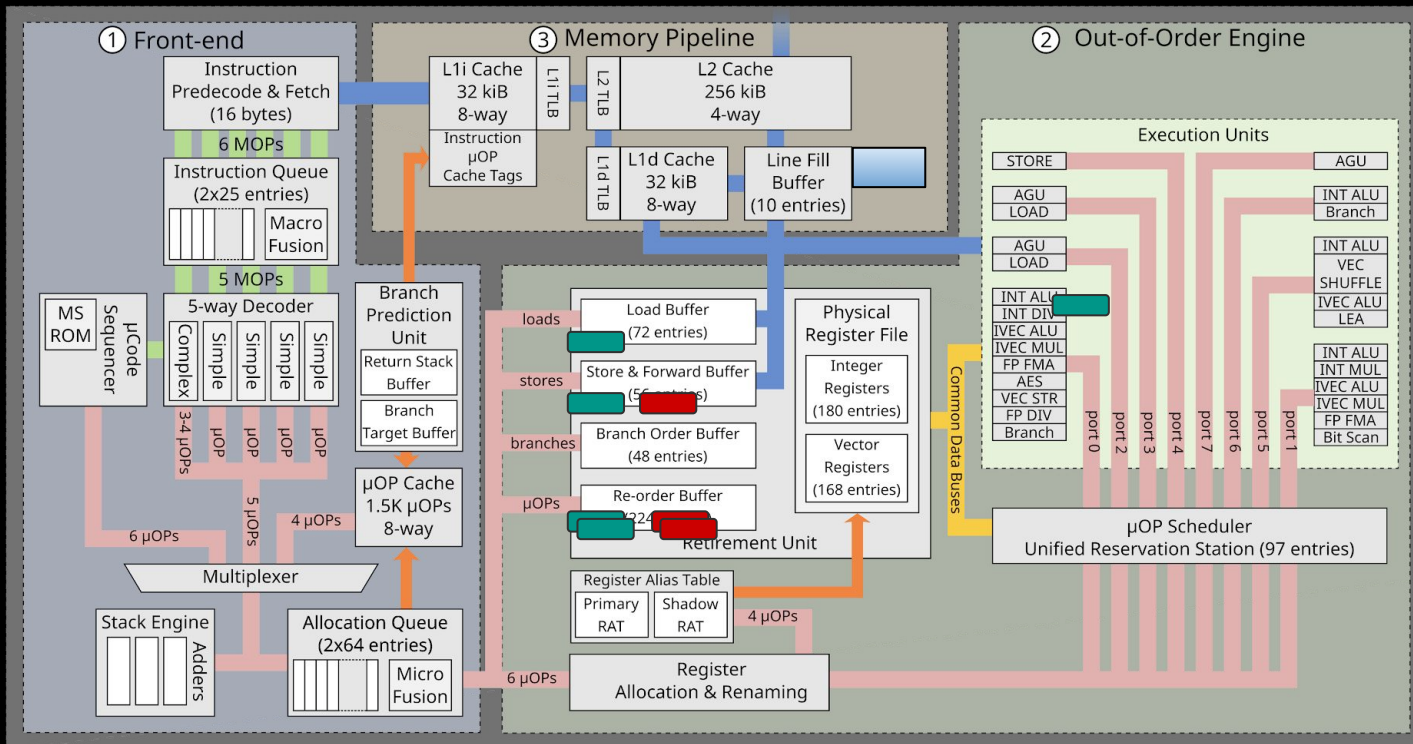 1 Front-end
Instruction
Predecode & Fetch
(16 bytes)
6 MOPs
Instruction Queue
(2x25 entries)
Macro
Fusion
5 MOPs
MS
ROM
µCode
Sequencer
5-way Decoder
Complex
Simple
Simple
Simple
Simple
3-4 µOPs
µOP
µOP
µOP
µOP
Branch
Prediction
Unit
Return Stack
Buffer
Branch
Target Buffer
µOP Cache
1.5K µOPs
8-way
6 µOPs
5 µOPs
4 µOPs
Multiplexer
Stack Engine
Adders
Allocation Queue
(2x64 entries)
Micro
Fusion
3 Memory Pipeline
L1i Cache
32 kiB
8-way
L1i TLB
Instruction
µOP
Cache Tags
L2 TLB
L2 Cache
256 kiB
4-way
L1d TLB
L1d Cache
32 kiB
8-way
Line Fill
Buffer
(10 entries)
2 Out-of-Order Engine
Execution Units
STORE
AGU
LOAD
AGU
LOAD
INT ALU
INT DIV
IVEC ALU
IVEC MUL
FP FMA
AES
VEC STR
FP DIV
Branch
AGU
INT ALU
Branch
INT ALU
VEC
SHUFFLE
IVEC ALU
LEA
INT ALU
INT MUL
IVEC ALU
IVEC MUL
FP FMA
Bit Scan
port 0
port 2
port 3
port 4
port 7
port 6
port 5
port 1
Common Data Buses
µOP Scheduler
Unified Reservation Station (97 entries)
loads
Load Buffer
(72 entries)
stores
Store & Forward Buffer
branches
Branch Order Buffer
(48 entries)
µOPs
Re-order Buffer
Retirement Unit
Physical
Register File
Integer
Registers
(180 entries)
Vector
Registers
(168 entries)
Register Alias Table
Primary
RAT
Shadow
RAT
4 µOPs
6 µOPs
Register
Allocation & Renaming